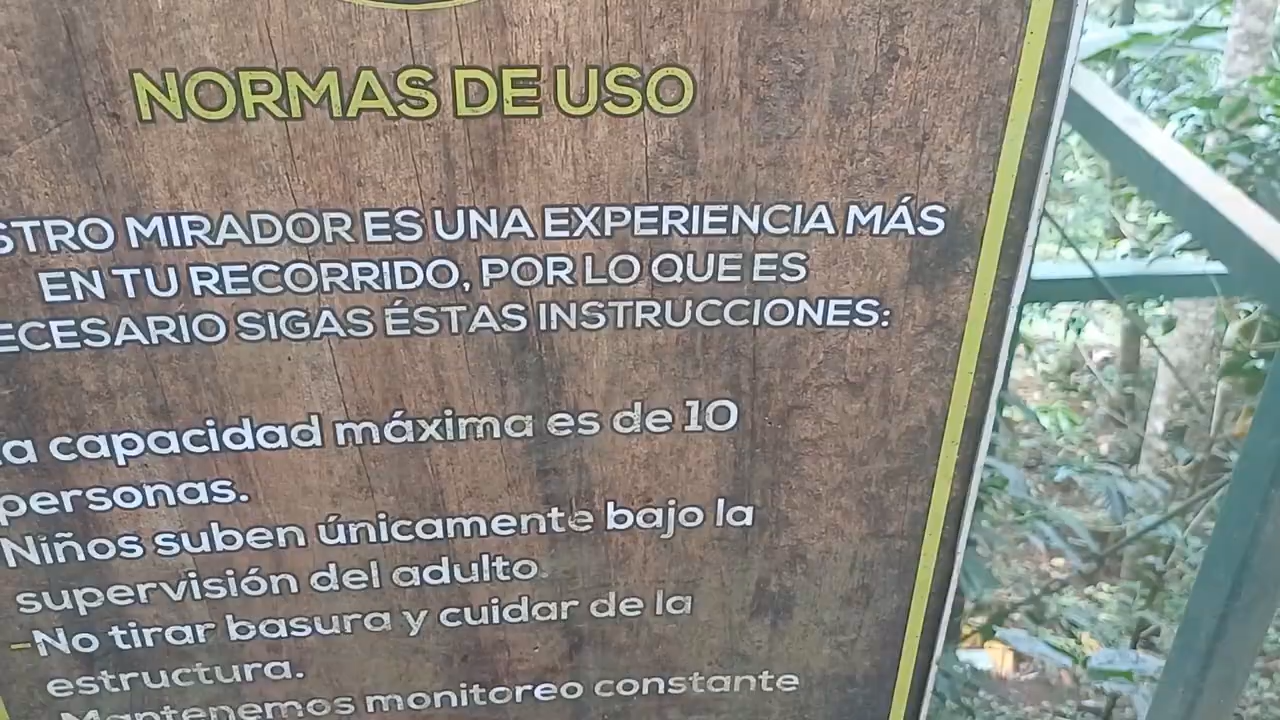 NORMAS DE USO
STRO MIRADOR ES UNA EXPERIENCIA MÁS
EN TU RECORRIDO, POR LO QUE ES
ECESARIO SIGAS ÉSTAS INSTRUCCIONES:
a capacidad máxima es de 10
personas.
Niños suben únicamente bajo la
supervisión del adulto.
-No tirar basura y cuidar de la
estructura.
Mantenemos monitoreo constante